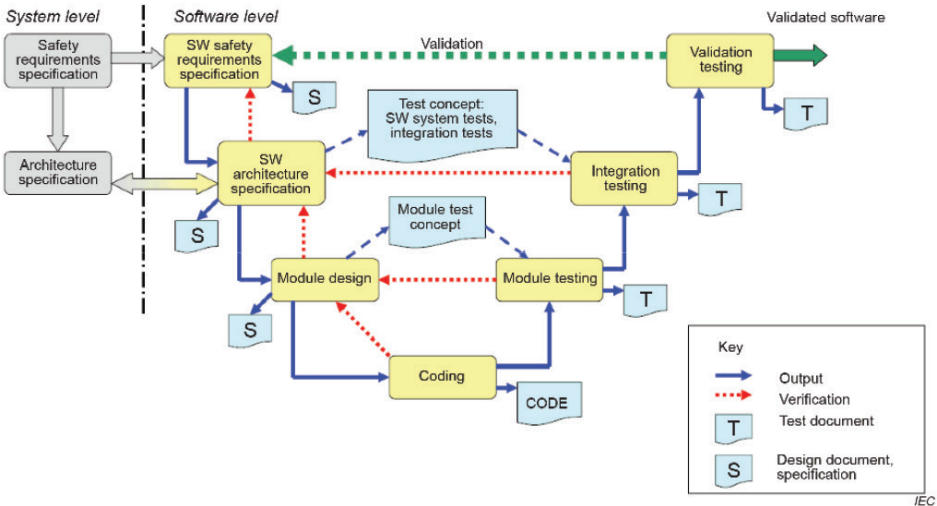 System level
Software level
Validated software
Safety
requirements
specification
SW safety
requirements
specification
Validation
Validation
testing
S
T
Test concept:
SW system tests,
integration tests
Architecture
specification
SW
architecture
specification
Integration
testing
S
T
Module test
concept
Module design
Module testing
S
T
Coding
CODE
Key
Output
Verification
T
Test document
S
Design document,
specification
IEC